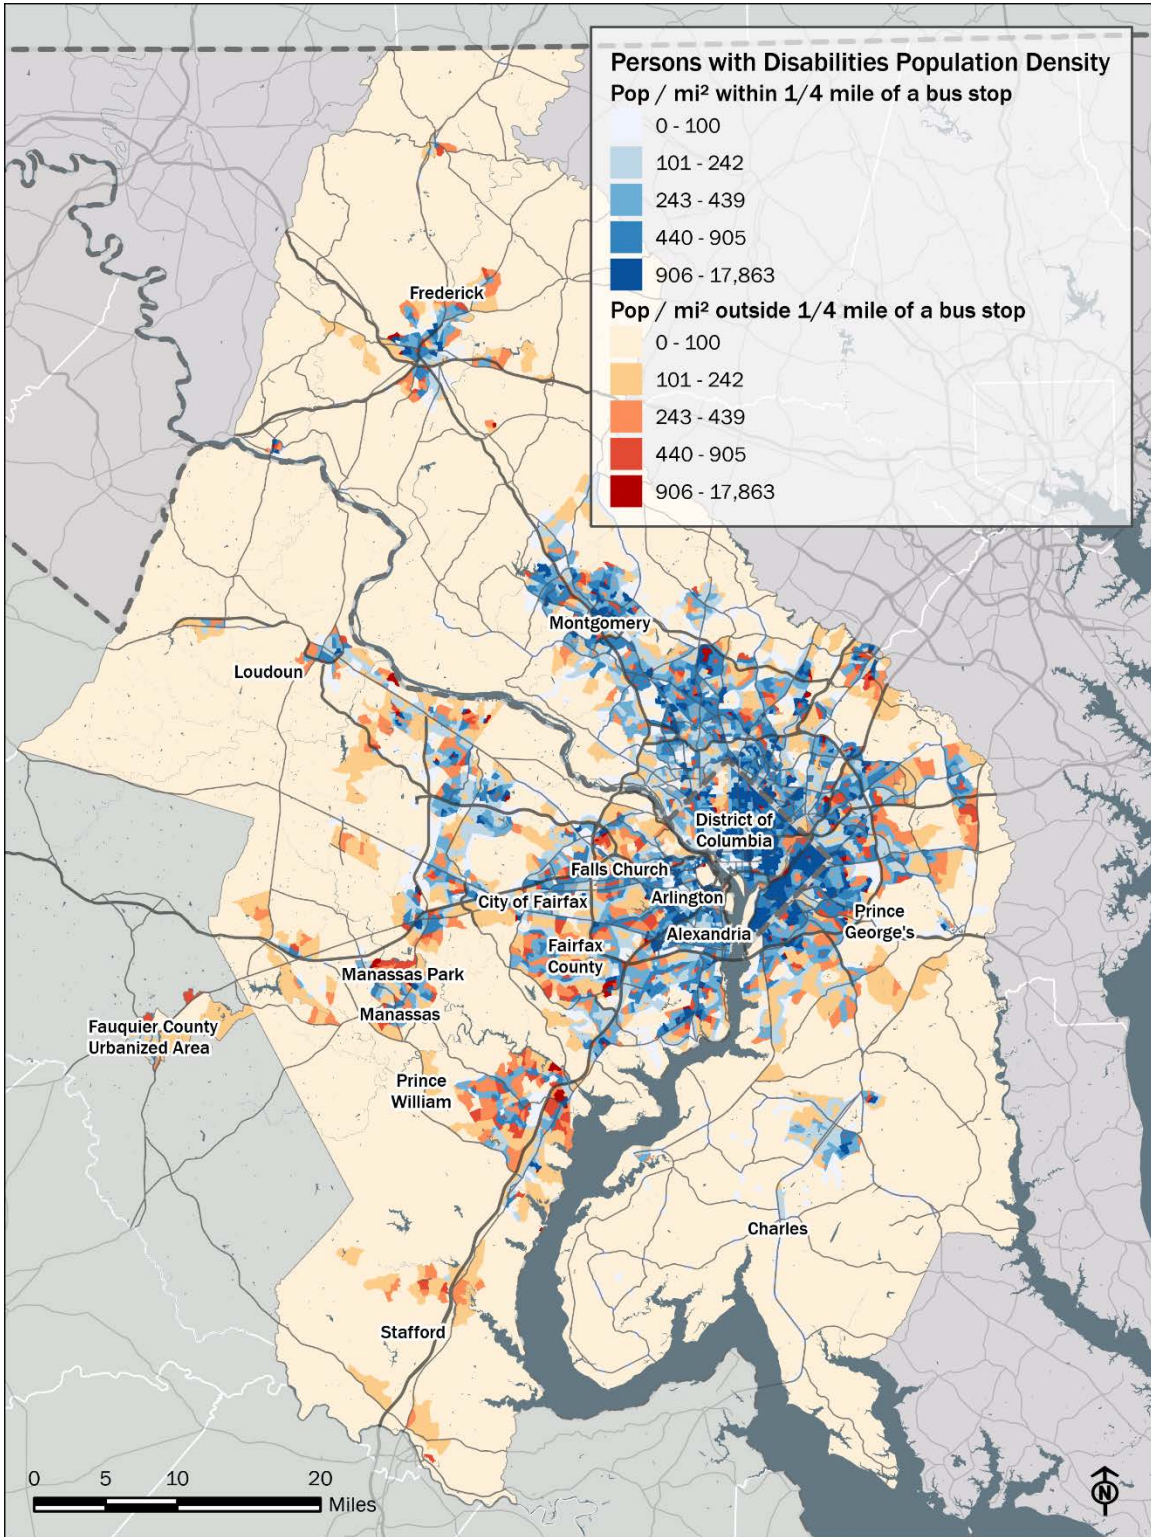 Persons with Disabilities Population Density
Pop / mi² within 1/4 mile of a bus stop
0 - 100
101 - 242
243 - 439
440 - 905
906 - 17,863
Pop / mi² outside 1/4 mile of a bus stop
0 - 100
101 - 242
243 - 439
440 - 905
906 - 17,863
Frederick
Montgomery
Loudoun
District of
Columbia
Falls Church
City of Fairfax
Arlington
Prince
George's
Alexandria
Fairfax
County
Manassas Park
Manassas
Fauquier County
Urbanized Area
Prince
William
Charles
Stafford
0 5 10 20
Miles
N